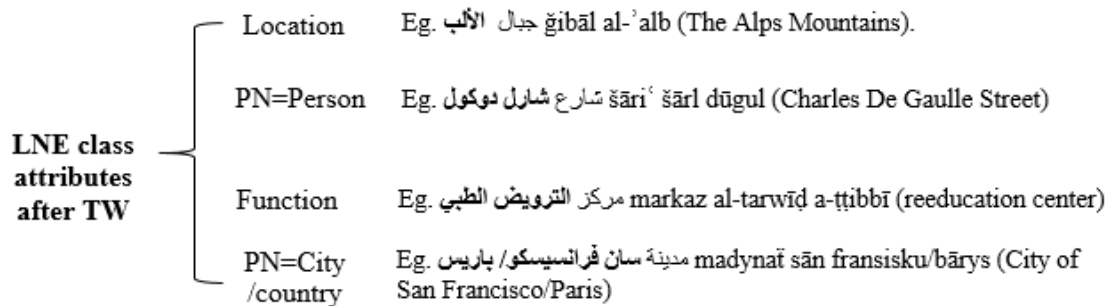 Location Eg. جبال الألب ğibāl al-ʾalb (The Alps Mountains).
PN=Person Eg. شارع شارل دوكول šāriʿ šārl dūgul (Charles De Gaulle Street)
LNE class
attributes
after TW
Function Eg. مركز الترويض الطبي markaz al-tarwīḍ a-ṭṭibbī (reeducation center)
PN=City
/country
Eg. مدينة سان فرانسيسكو/ باريس madynaẗ sān fransisku/bārys (City of
San Francisco/Paris)